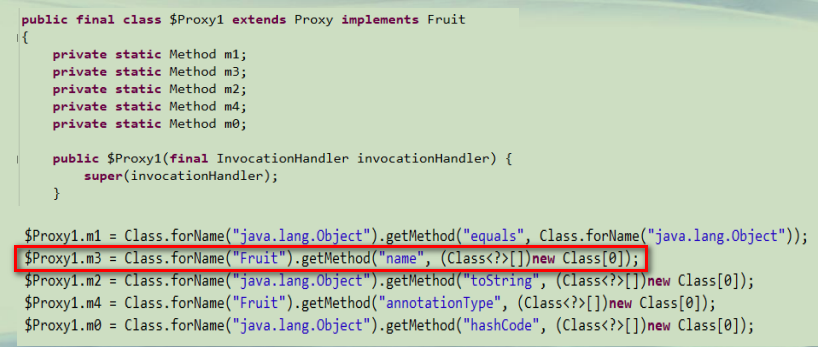 public final class $Proxy1 extends Proxy implements Fruit
{
    private static Method m1;
    private static Method m3;
    private static Method m2;
    private static Method m4;
    private static Method m0;
    public $Proxy1(final InvocationHandler invocationHandler) {
        super(invocationHandler);
    }
$Proxy1.m1 = Class.forName("java.lang.Object").getMethod("equals", Class.forName("java.lang.Object"));
$Proxy1.m3 = Class.forName("Fruit").getMethod("name", (Class<?>[])new Class[0]);
$Proxy1.m2 = Class.forName("java.lang.Object").getMethod("toString", (Class<?>[])new Class[0]);
$Proxy1.m4 = Class.forName("Fruit").getMethod("annotationType", (Class<?>[])new Class[0]);
$Proxy1.m0 = Class.forName("java.lang.Object").getMethod("hashCode", (Class<?>[])new Class[0]);